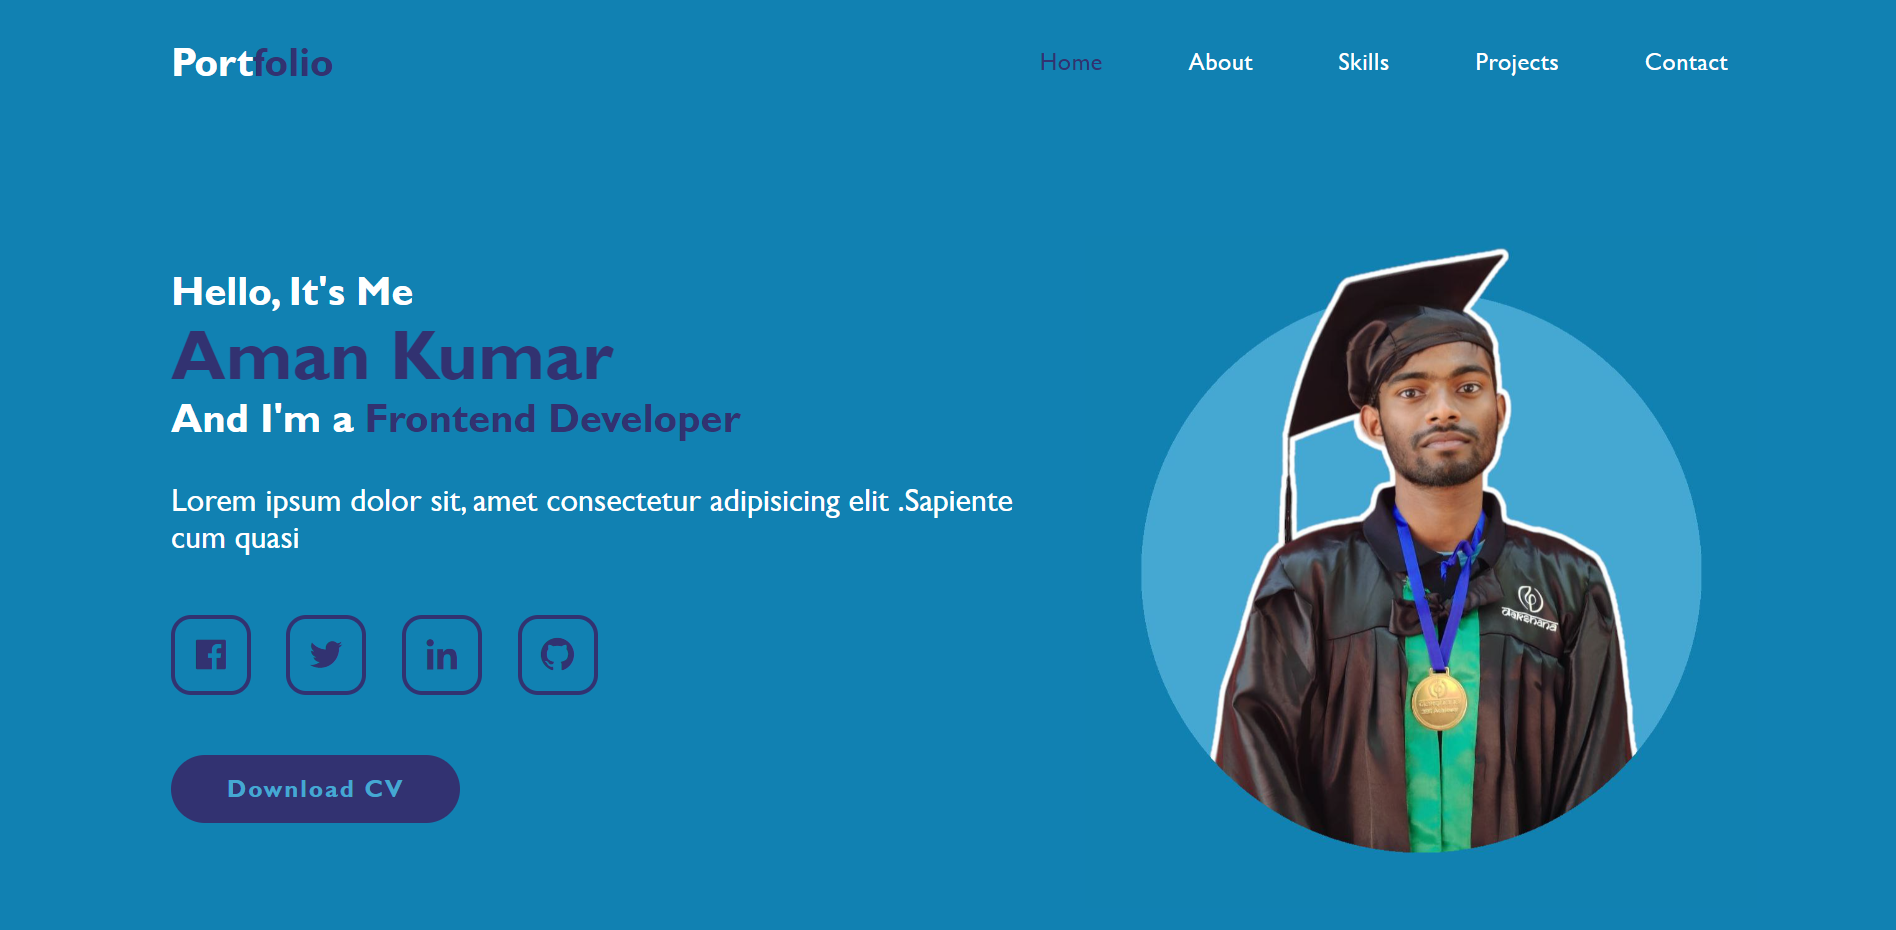 Portfolio
Home About Skills Projects Contact
Hello, It's Me
Aman Kumar
And I'm a Frontend Developer
Lorem ipsum dolor sit, amet consectetur adipisicing elit .Sapiente
cum quasi
Download CV
dakshana